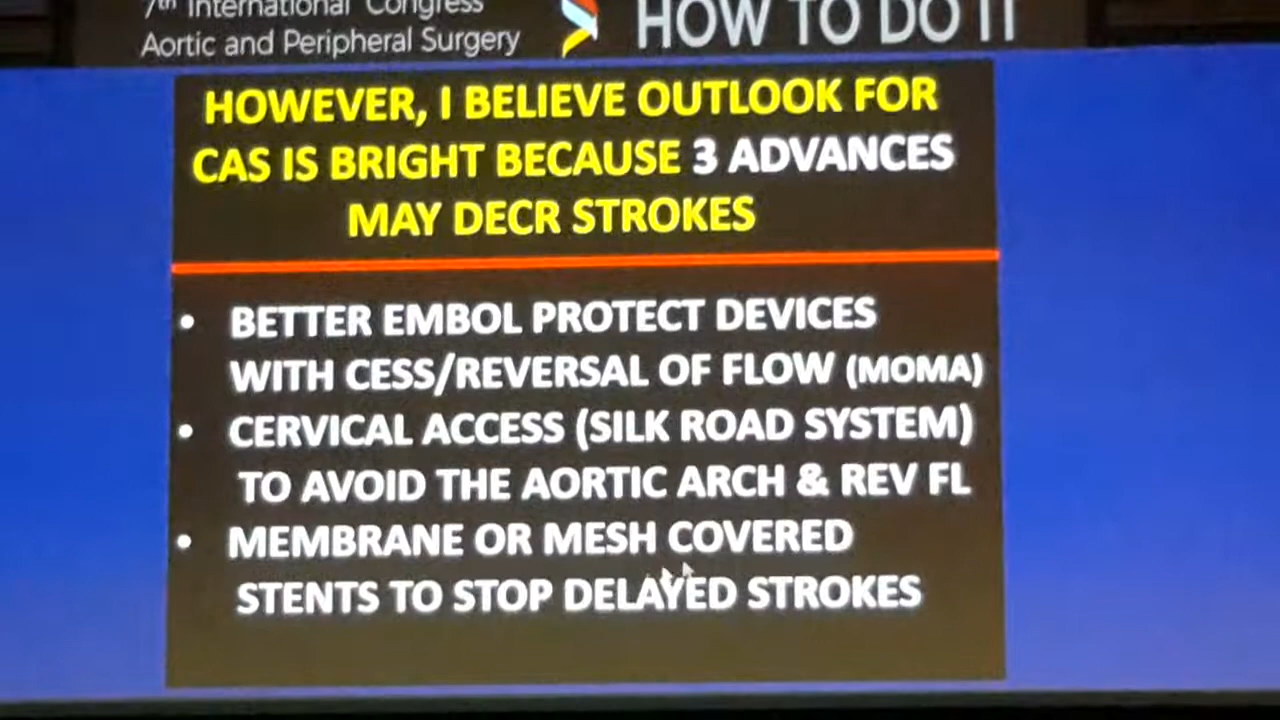 7th International Congress
Aortic and Peripheral Surgery
HOW TO DO IT
HOWEVER, I BELIEVE OUTLOOK FOR
CAS IS BRIGHT BECAUSE 3 ADVANCES
MAY DECR STROKES
• BETTER EMBOL PROTECT DEVICES
WITH CESS/REVERSAL OF FLOW (MOMA)
• CERVICAL ACCESS (SILK ROAD SYSTEM)
TO AVOID THE AORTIC ARCH & REV FL
• MEMBRANE OR MESH COVERED
STENTS TO STOP DELAYED STROKES